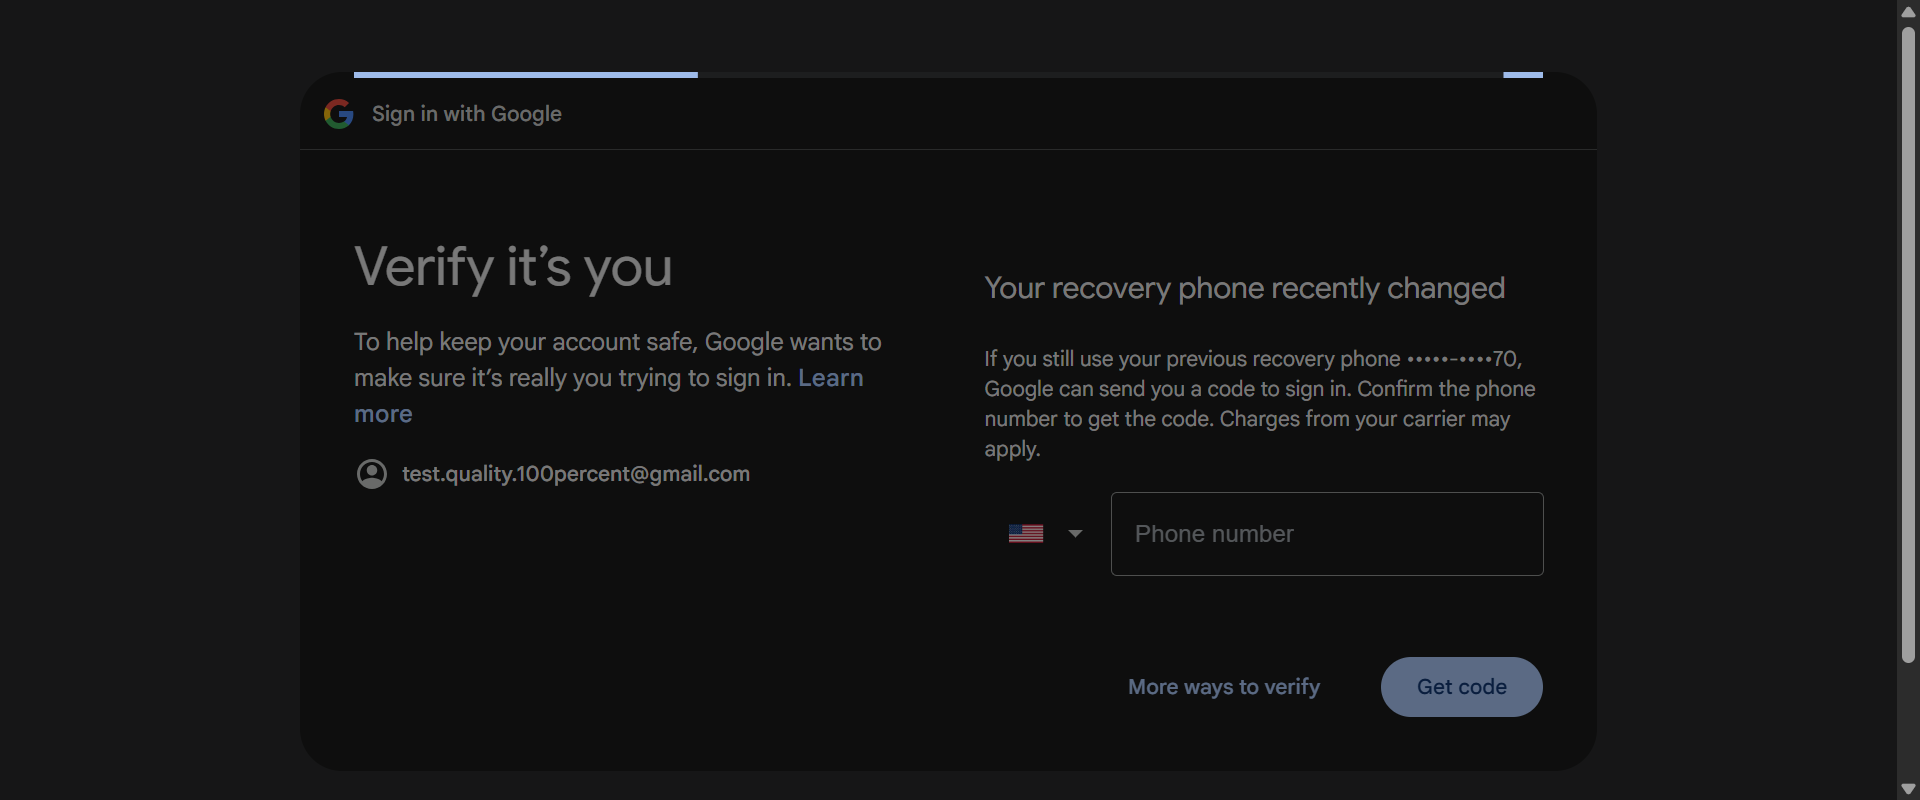 Sign in with Google
Verify it’s you
To help keep your account safe, Google wants to
make sure it’s really you trying to sign in. Learn
more
test.quality.100percent@gmail.com
Your recovery phone recently changed
If you still use your previous recovery phone •••••-••••70,
Google can send you a code to sign in. Confirm the phone
number to get the code. Charges from your carrier may
apply.
Phone number
More ways to verify
Get code